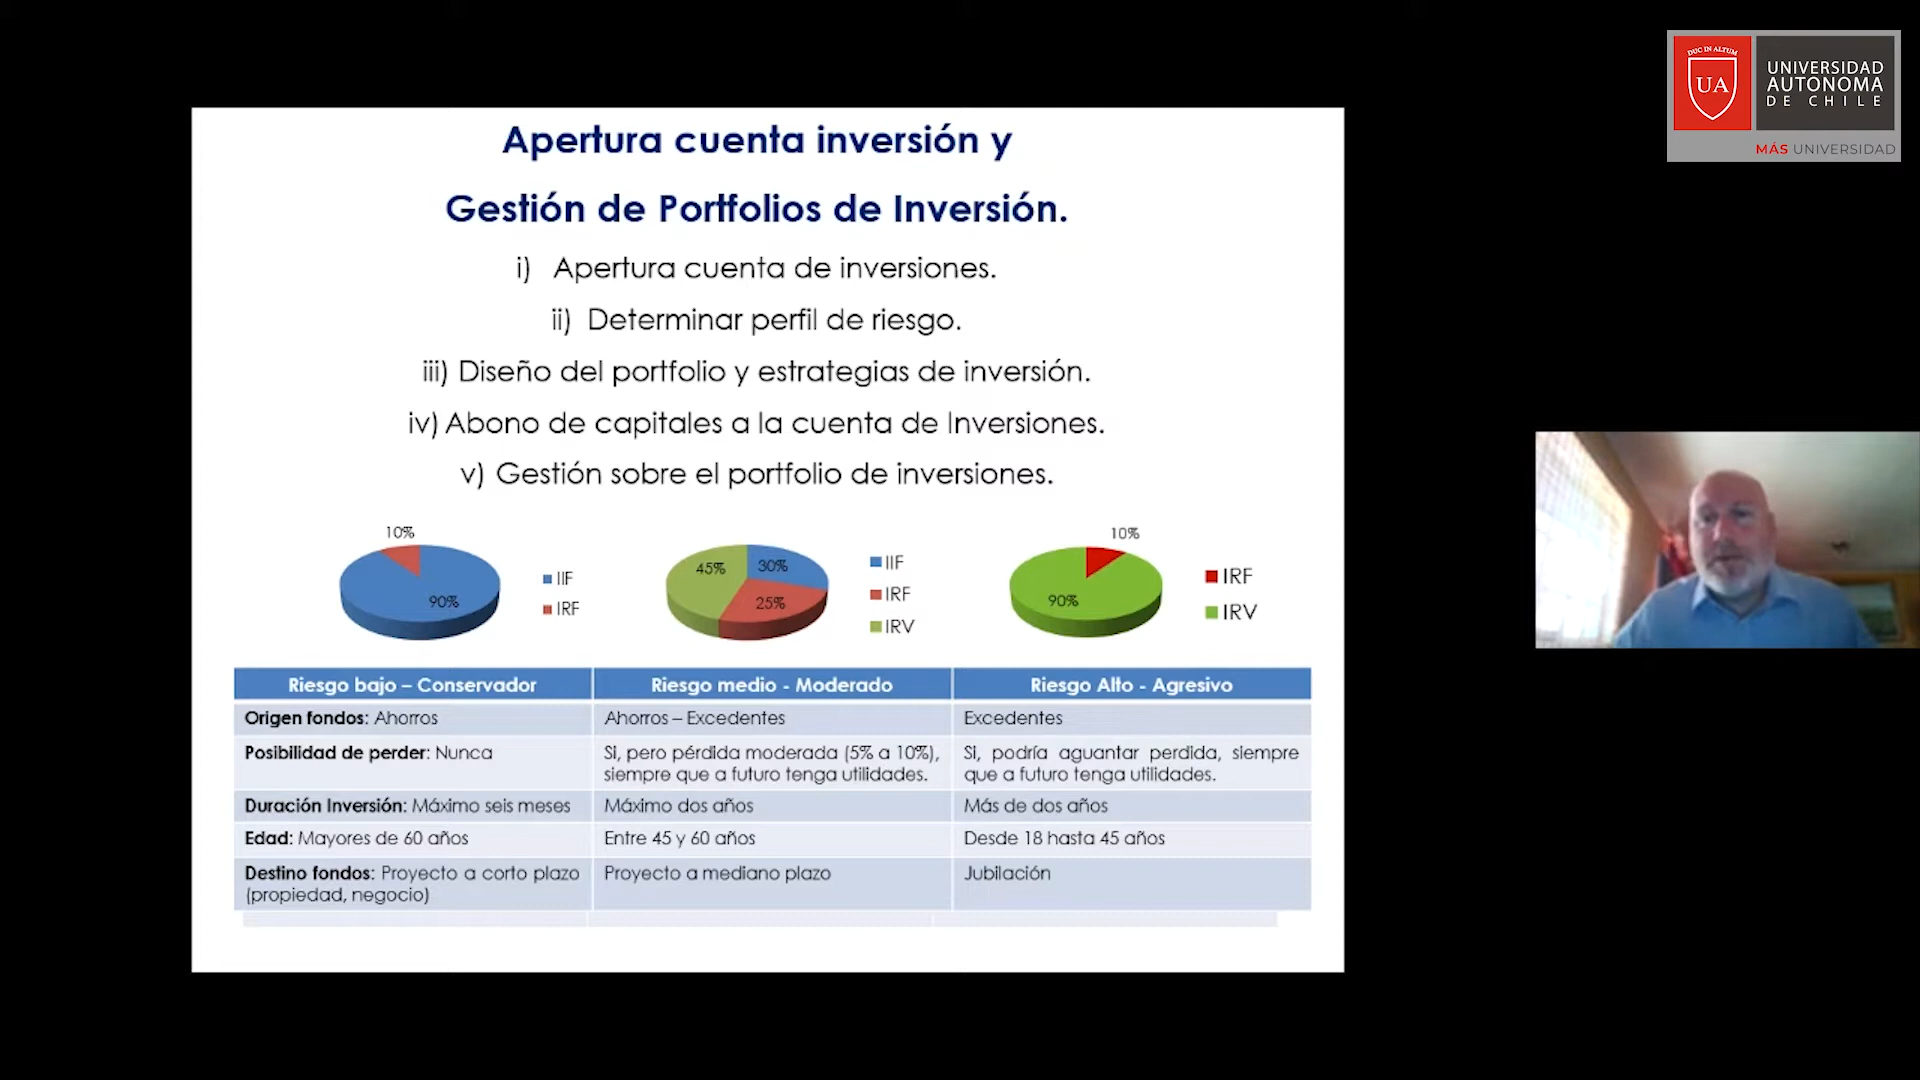 DUC IN ALTUM
UA
UNIVERSIDAD
AUTONOMA
DE CHILE
MÁS UNIVERSIDAD
Apertura cuenta inversión y
Gestión de Portfolios de Inversión.
i) Apertura cuenta de inversiones.
ii) Determinar perfil de riesgo.
iii) Diseño del portfolio y estrategias de inversión.
iv) Abono de capitales a la cuenta de Inversiones.
v) Gestión sobre el portfolio de inversiones.
10%
90%
IIF
IRF
45%
30%
25%
IIF
IRF
IRV
10%
90%
IRF
IRV
Riesgo bajo – Conservador
Riesgo medio - Moderado
Riesgo Alto - Agresivo
Origen fondos: Ahorros
Ahorros – Excedentes
Excedentes
Posibilidad de perder: Nunca
Si, pero pérdida moderada (5% a 10%),
siempre que a futuro tenga utilidades.
Si, podría aguantar perdida, siempre
que a futuro tenga utilidades.
Duración Inversión: Máximo seis meses
Máximo dos años
Más de dos años
Edad: Mayores de 60 años
Entre 45 y 60 años
Desde 18 hasta 45 años
Destino fondos: Proyecto a corto plazo
(propiedad, negocio)
Proyecto a mediano plazo
Jubilación